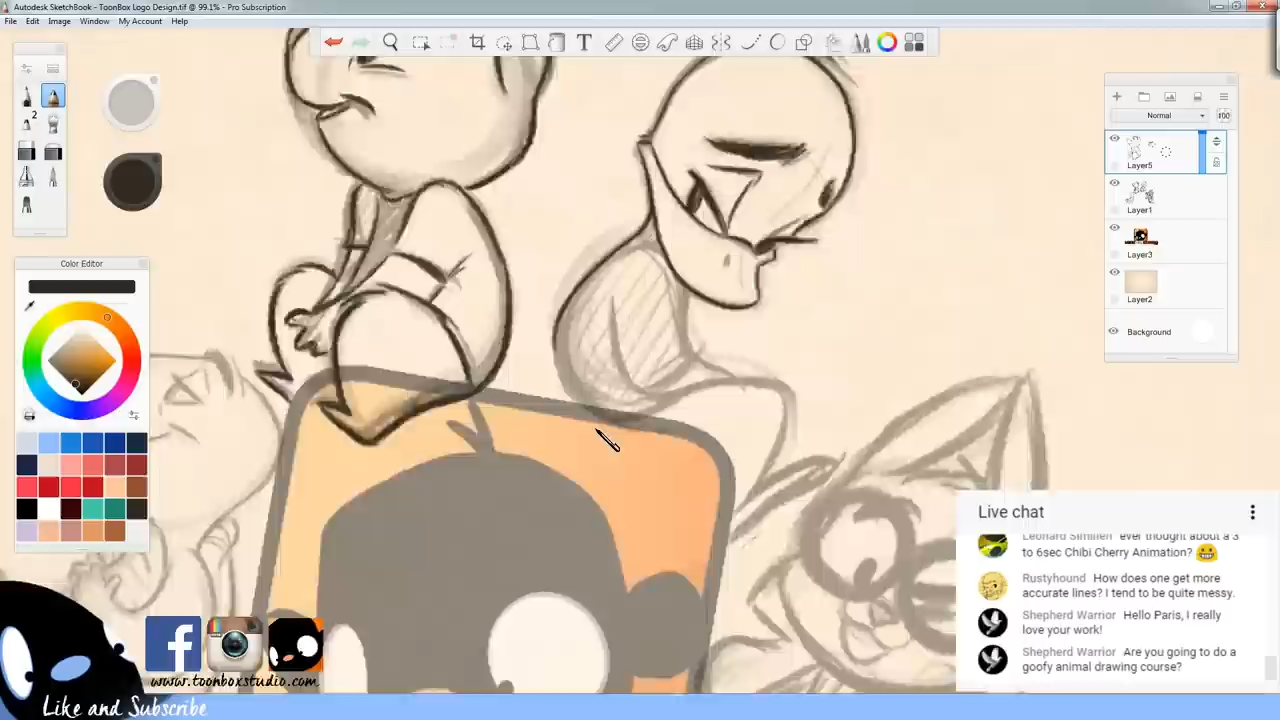 Autodesk SketchBook - ToonBox Logo Design.tif @ 99.1% - Pro Subscription
File Edit Image Window My Account Help
2
Normal
100
Layer5
Layer1
Layer3
Layer2
Background
Color Editor
Live chat
Leonard Similien ever thought about a 3
to 6sec Chibi Cherry Animation?
Rustyhound How does one get more
accurate lines? I tend to be quite messy.
Shepherd Warrior Hello Paris, I really
love your work!
Shepherd Warrior Are you going to do a
goofy animal drawing course?
www.toonboxstudio.com
Like and Subscribe